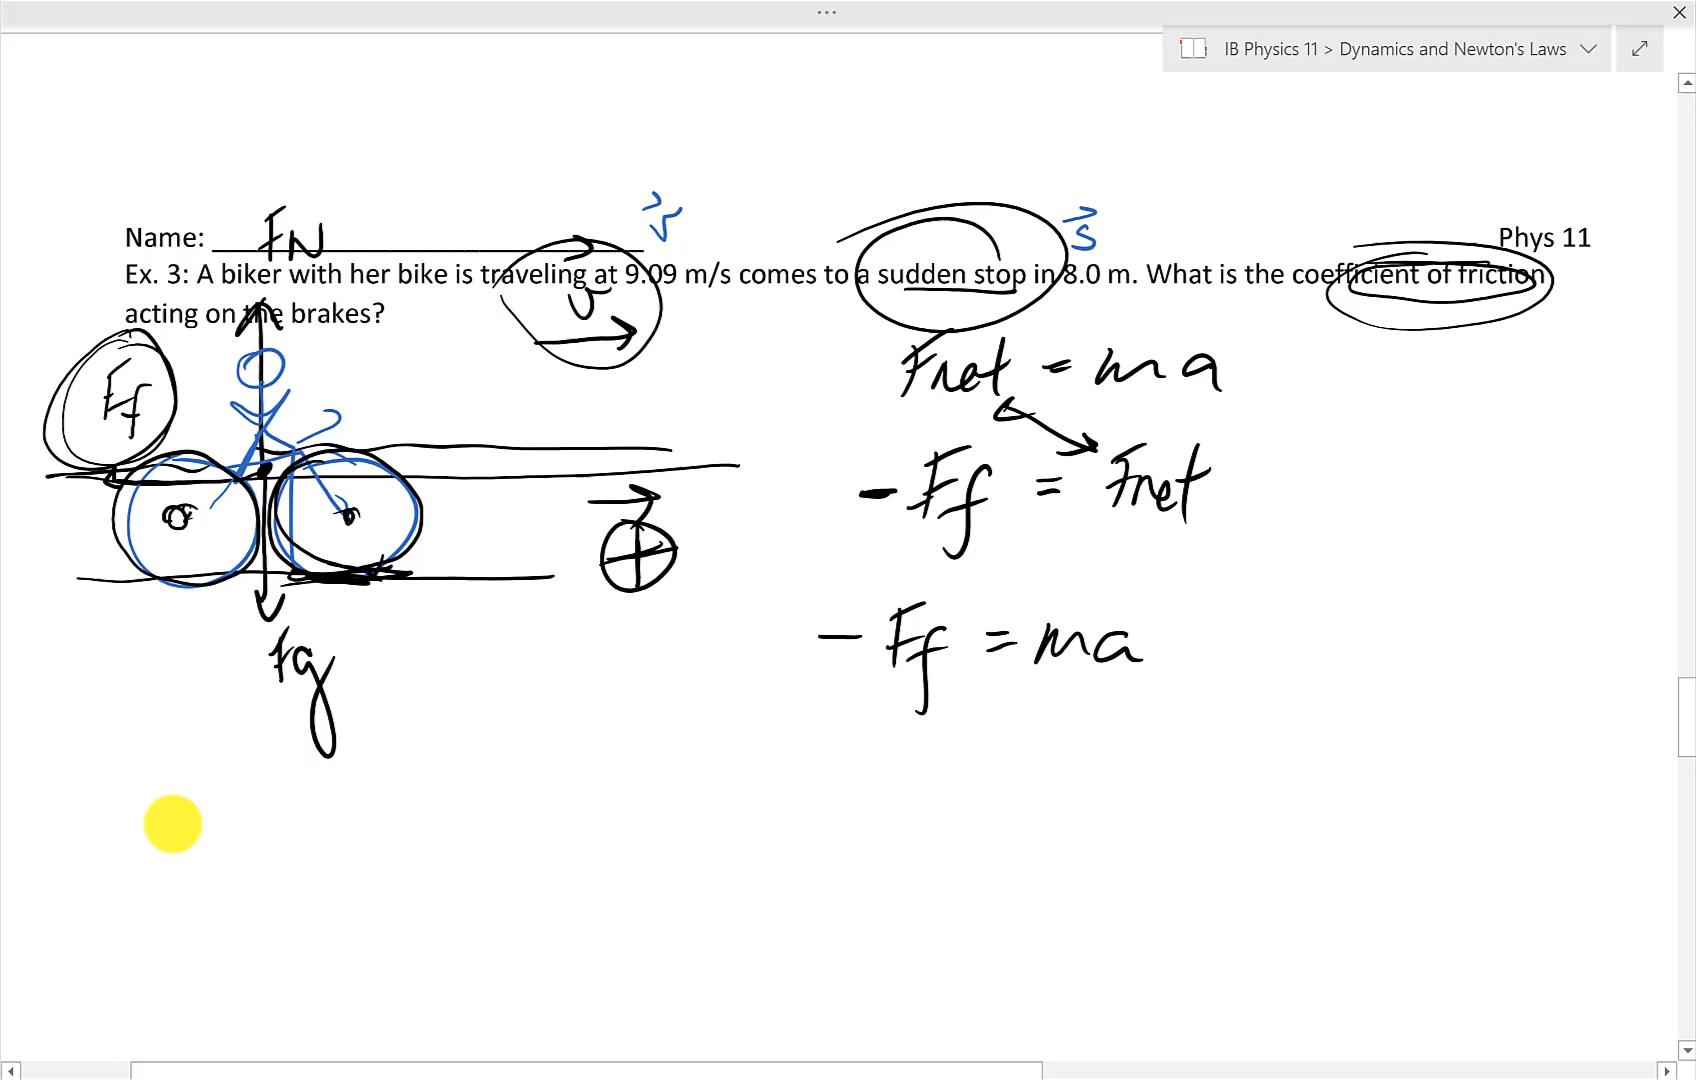 IB Physics 11 > Dynamics and Newton's Laws
v
s
Name: FN Phys 11
Ex. 3: A biker with her bike is traveling at 9.09 m/s comes to a sudden stop in 8.0 m. What is the coefficient of friction
v
acting on the brakes?
Fnet = ma
Ff
-Ff = Fnet
+
-Ff = ma
Fg